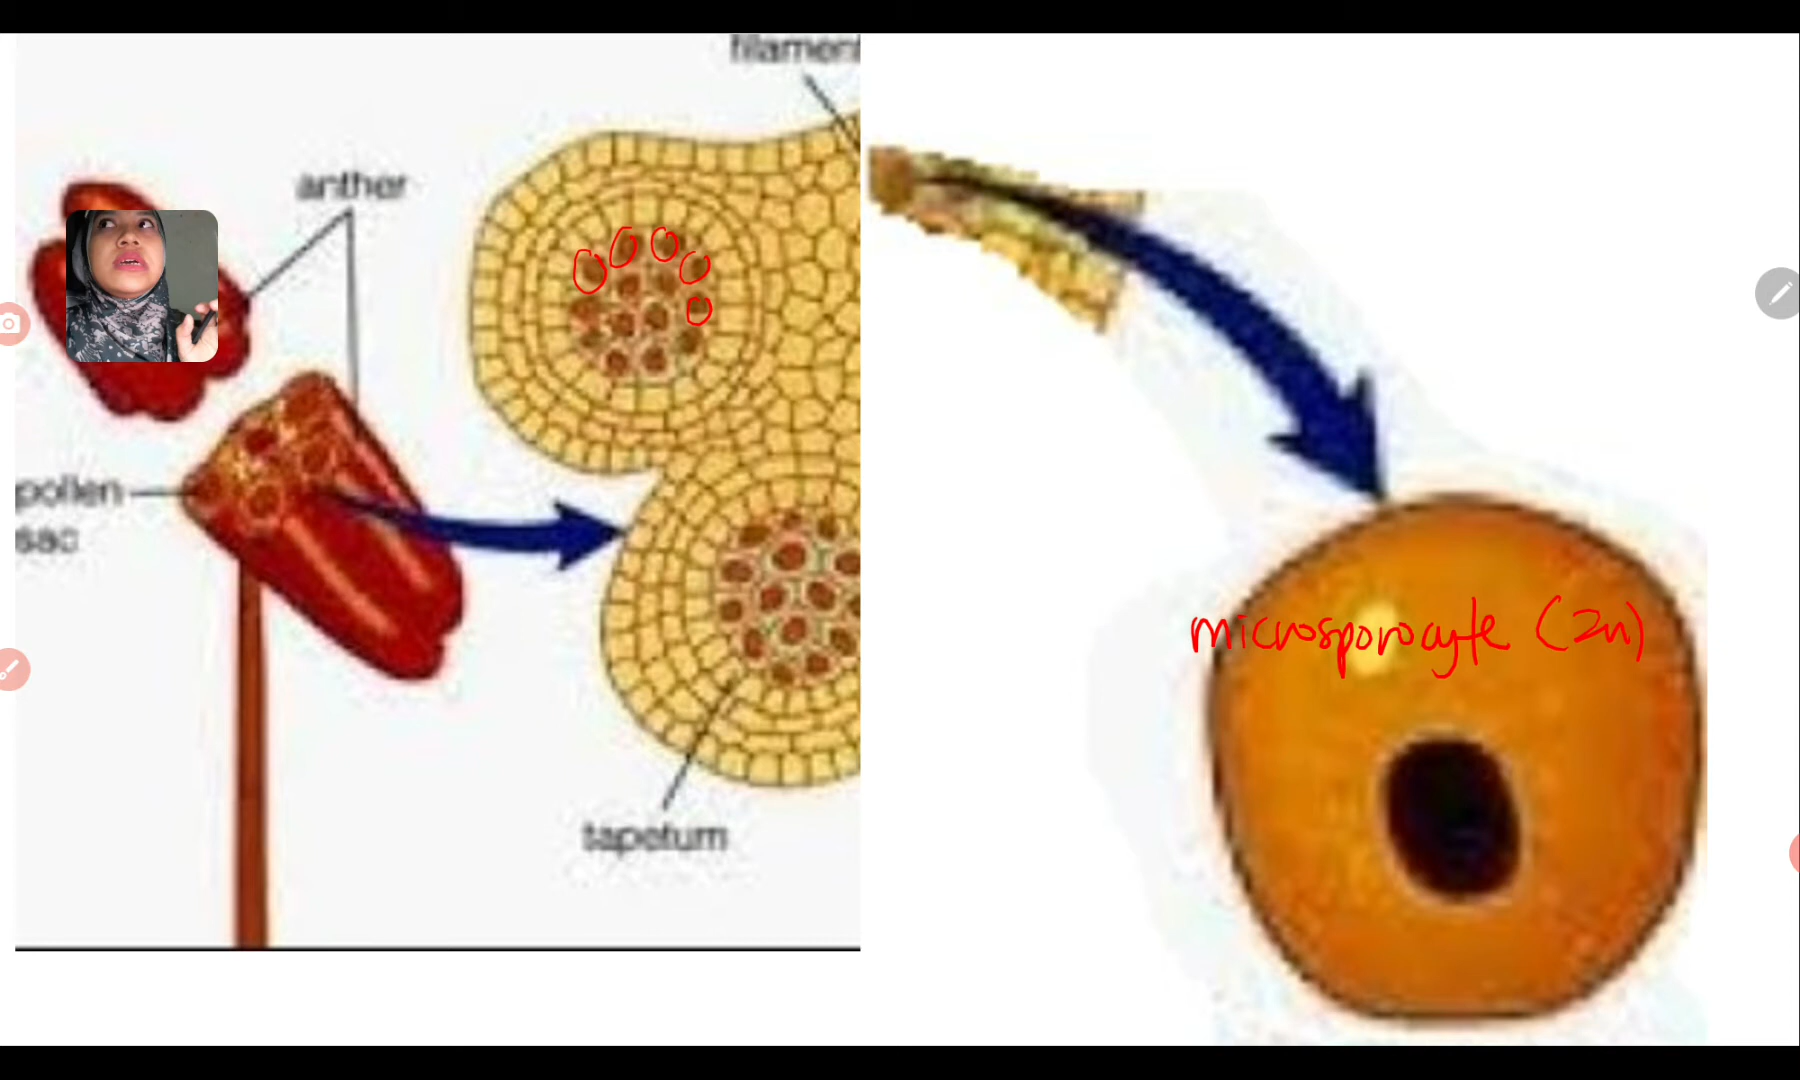 filament
anther
pollen
sac
microsporocyte (2n)
tapetum